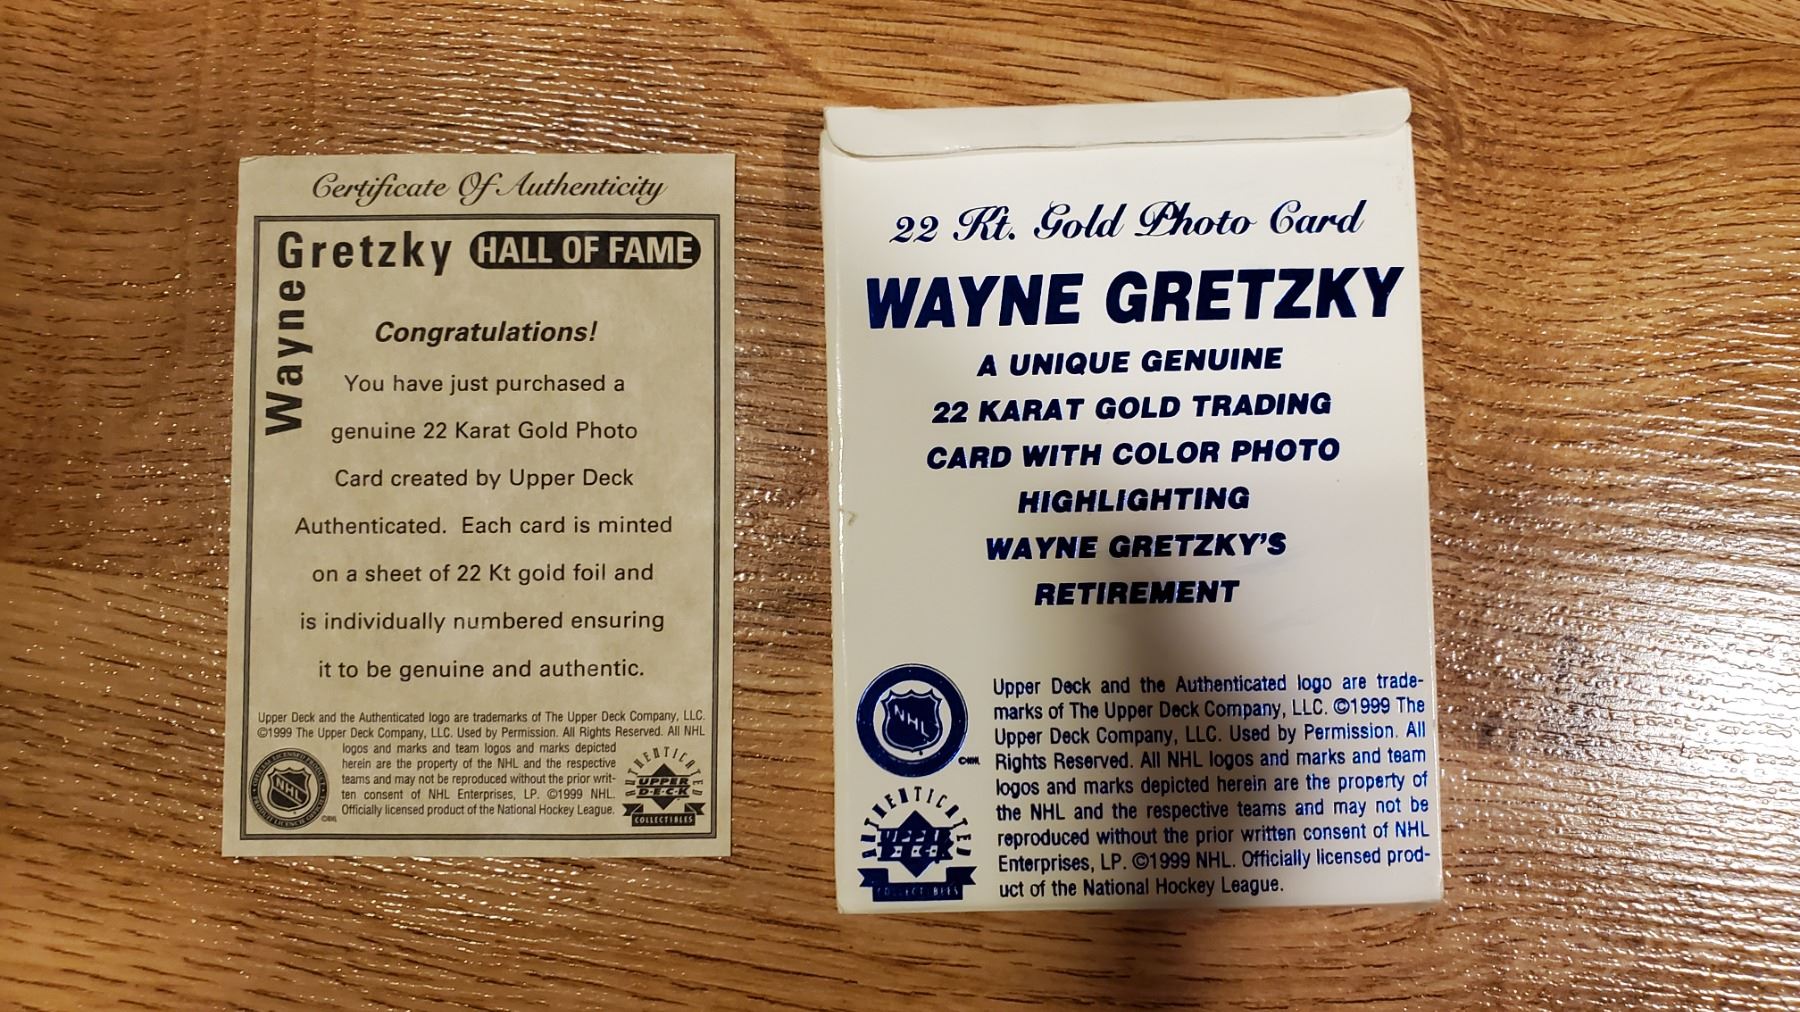 Certificate Of Authenticity
Wayne
Gretzky HALL OF FAME
Congratulations!
You have just purchased a
genuine 22 Karat Gold Photo
Card created by Upper Deck
Authenticated. Each card is minted
on a sheet of 22 Kt gold foil and
is individually numbered ensuring
it to be genuine and authentic.
Upper Deck and the Authenticated logo are trademarks of The Upper Deck Company, LLC.
©1999 The Upper Deck Company, LLC. Used by Permission. All Rights Reserved. All NHL
logos and marks and team logos and marks depicted
herein are the property of the NHL and the respective
teams and may not be reproduced without the prior writ-
ten consent of NHL Enterprises, LP. ©1999 NHL.
Officially licensed product of the National Hockey League.
NHL
©NHL
AUTHENTICATED
UPPER
DECK
COLLECTIBLES
22 Kt. Gold Photo Card
WAYNE GRETZKY
A UNIQUE GENUINE
22 KARAT GOLD TRADING
CARD WITH COLOR PHOTO
HIGHLIGHTING
WAYNE GRETZKY'S
RETIREMENT
NHL
©NHL
AUTHENTICATED
COLLECTIBLES
Upper Deck and the Authenticated logo are trade-
marks of The Upper Deck Company, LLC. ©1999 The
Upper Deck Company, LLC. Used by Permission. All
Rights Reserved. All NHL logos and marks and team
logos and marks depicted herein are the property of
the NHL and the respective teams and may not be
reproduced without the prior written consent of NHL
Enterprises, LP. ©1999 NHL. Officially licensed prod-
uct of the National Hockey League.